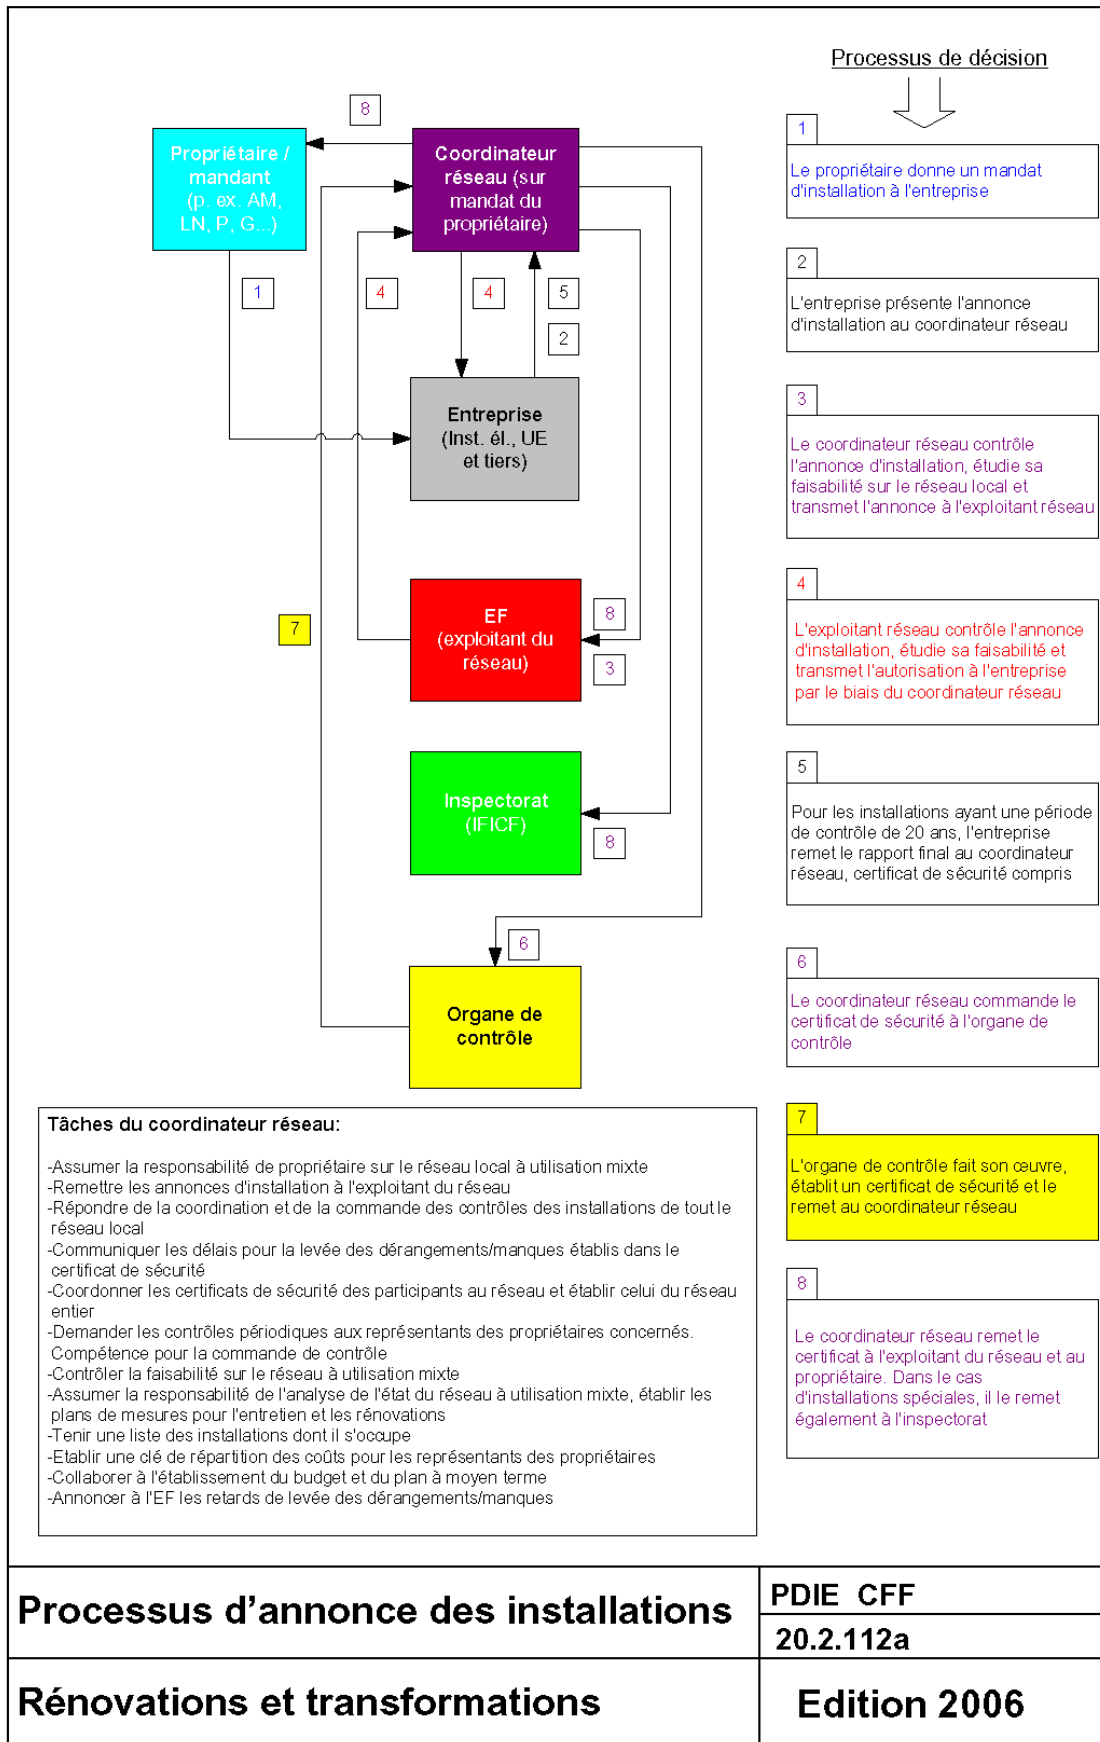 Processus de décision
8
Propriétaire /
mandant
(p. ex. AM,
LN, P, G...)
Coordinateur
réseau (sur
mandat du
propriétaire)
1
4
4
5
2
Entreprise
(Inst. él., UE
et tiers)
7
EF
(exploitant du
réseau)
8
3
Inspectorat
(IFICF)
8
6
Organe de
contrôle
1
Le propriétaire donne un mandat
d'installation à l'entreprise
2
L'entreprise présente l'annonce
d'installation au coordinateur réseau
3
Le coordinateur réseau contrôle
l'annonce d'installation, étudie sa
faisabilité sur le réseau local et
transmet l'annonce à l'exploitant réseau
4
L'exploitant réseau contrôle l'annonce
d'installation, étudie sa faisabilité et
transmet l'autorisation à l'entreprise
par le biais du coordinateur réseau
5
Pour les installations ayant une période
de contrôle de 20 ans, l'entreprise
remet le rapport final au coordinateur
réseau, certificat de sécurité compris
6
Le coordinateur réseau commande le
certificat de sécurité à l'organe de
contrôle
7
L'organe de contrôle fait son œuvre,
établit un certificat de sécurité et le
remet au coordinateur réseau
8
Le coordinateur réseau remet le
certificat à l'exploitant du réseau et au
propriétaire. Dans le cas
d'installations spéciales, il le remet
également à l'inspectorat
Tâches du coordinateur réseau:
-Assumer la responsabilité de propriétaire sur le réseau local à utilisation mixte
-Remettre les annonces d'installation à l'exploitant du réseau
-Répondre de la coordination et de la commande des contrôles des installations de tout le
réseau local
-Communiquer les délais pour la levée des dérangements/manques établis dans le
certificat de sécurité
-Coordonner les certificats de sécurité des participants au réseau et établir celui du réseau
entier
-Demander les contrôles périodiques aux représentants des propriétaires concernés.
Compétence pour la commande de contrôle
-Contrôler la faisabilité sur le réseau à utilisation mixte
-Assumer la responsabilité de l'analyse de l'état du réseau à utilisation mixte, établir les
plans de mesures pour l'entretien et les rénovations
-Tenir une liste des installations dont il s'occupe
-Etablir une clé de répartition des coûts pour les représentants des propriétaires
-Collaborer à l'établissement du budget et du plan à moyen terme
-Annoncer à l'EF les retards de levée des dérangements/manques
Processus d’annonce des installations
PDIE CFF
20.2.112a
Rénovations et transformations
Edition 2006